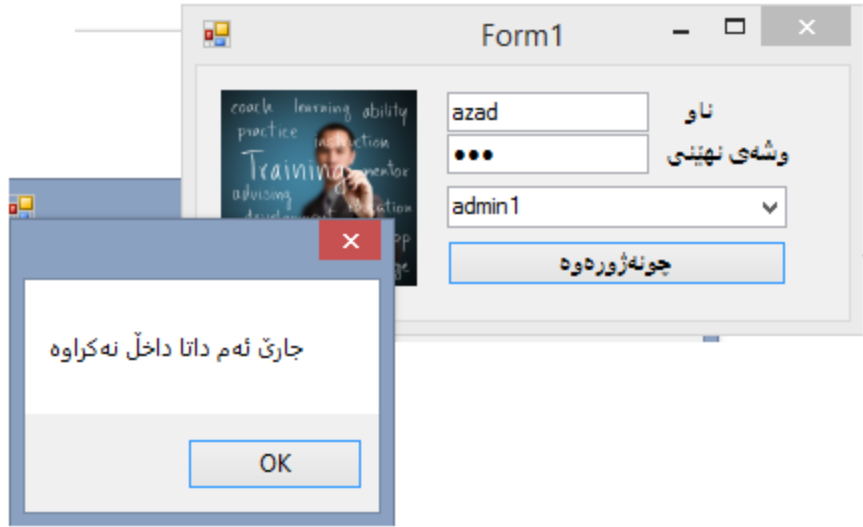 Form1
coach learning ability
practice
Training
mentor
advising
azad
ناو
●●●
وشەی نهێنی
admin1
چونەژورەوە
جارێ ئەم داتا داخڵ نەکراوە
OK